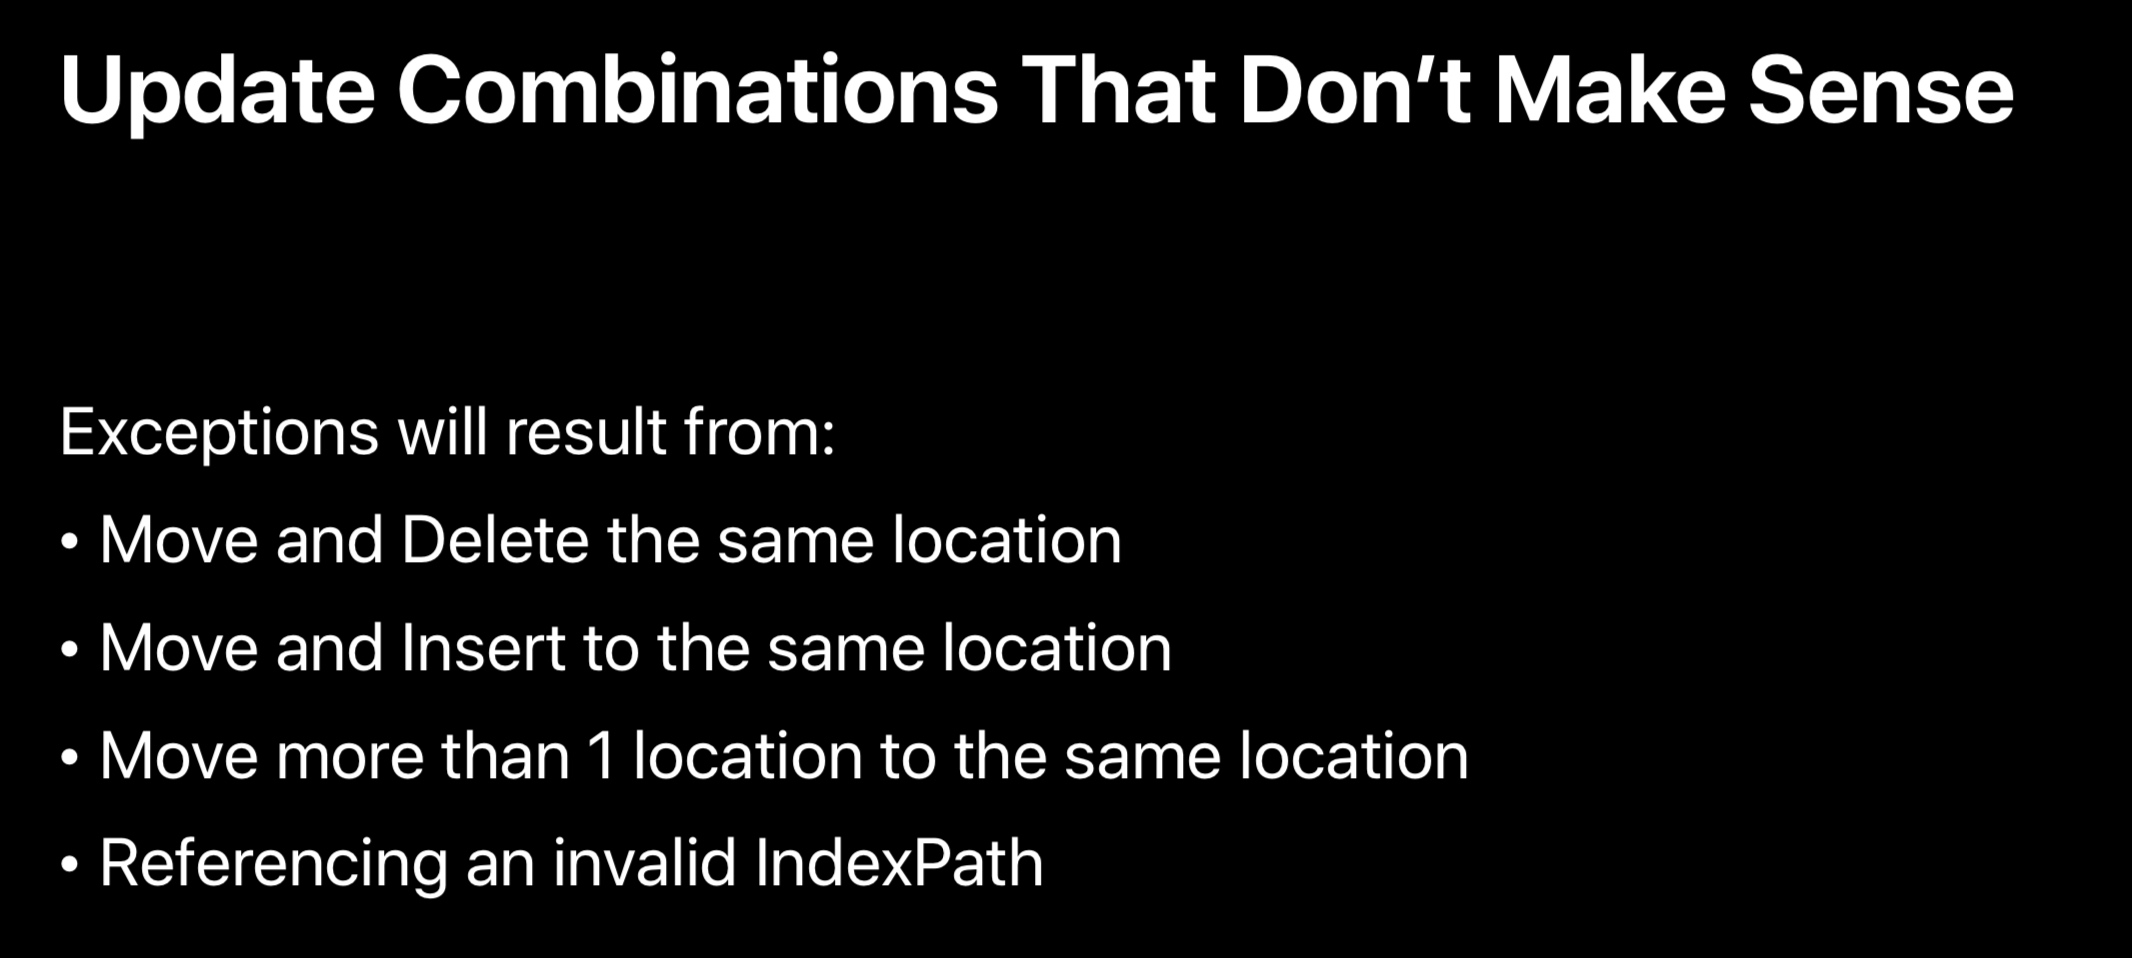 Update Combinations That Don’t Make Sense
Exceptions will result from:
• Move and Delete the same location
• Move and Insert to the same location
• Move more than 1 location to the same location
• Referencing an invalid IndexPath